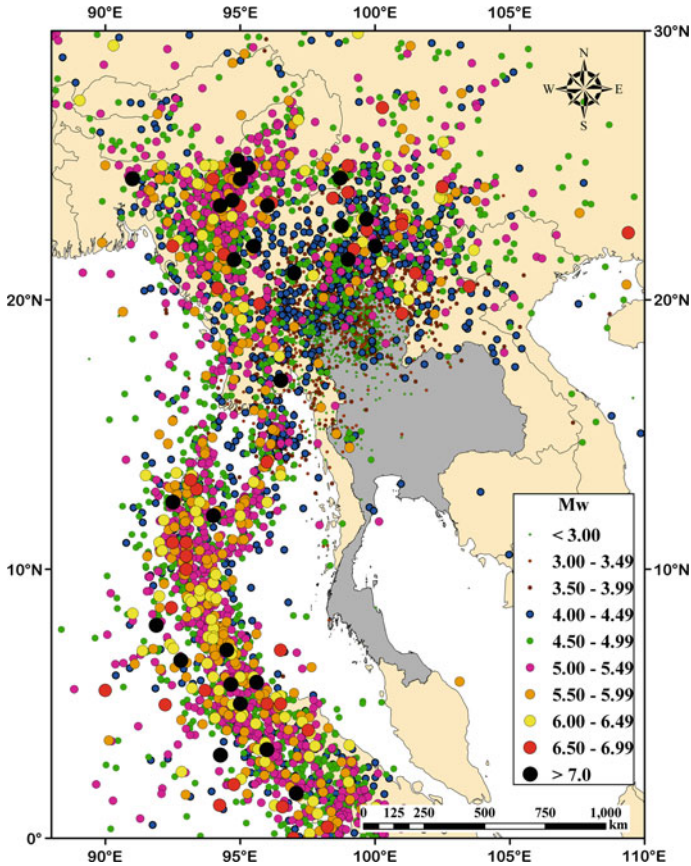 90°E 95°E 100°E 105°E 110°E
30°N
N
W E
S
20°N 20°N
Mw
< 3.00
3.00 - 3.49
3.50 - 3.99
10°N 10°N
4.00 - 4.49
4.50 - 4.99
5.00 - 5.49
5.50 - 5.99
6.00 - 6.49
6.50 - 6.99
> 7.0
0 125 250 500 750 1,000
km
0° 0°
90°E 95°E 100°E 105°E 110°E